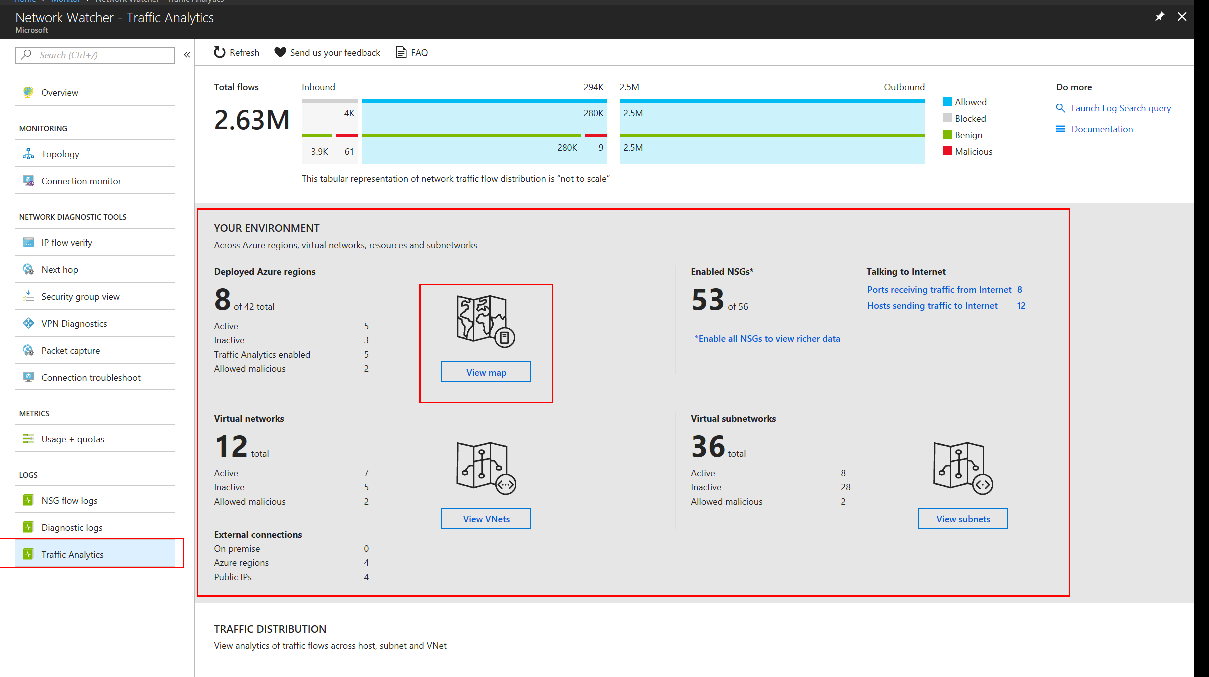 Home > Monitor > Network Watcher - Traffic Analytics
Network Watcher - Traffic Analytics
Microsoft
Search (Ctrl+/)
«
Refresh
Send us your feedback
FAQ
Overview
MONITORING
Topology
Connection monitor
NETWORK DIAGNOSTIC TOOLS
IP flow verify
Next hop
Security group view
VPN Diagnostics
Packet capture
Connection troubleshoot
METRICS
Usage + quotas
LOGS
NSG flow logs
Diagnostic logs
Traffic Analytics
Total flows
2.63M
Inbound 294K 2.5M Outbound
4K 280K 2.5M
3.9K 61 280K 9 2.5M
This tabular representation of network traffic flow distribution is "not to scale"
Allowed
Blocked
Benign
Malicious
Do more
Launch Log Search query
Documentation
YOUR ENVIRONMENT
Across Azure regions, virtual networks, resources and subnetworks
Deployed Azure regions
8 of 42 total
Active 5
Inactive 3
Traffic Analytics enabled 5
Allowed malicious 2
View map
Enabled NSGs*
53 of 56
*Enable all NSGs to view richer data
Talking to Internet
Ports receiving traffic from Internet 8
Hosts sending traffic to Internet 12
Virtual networks
12 total
Active 7
Inactive 5
Allowed malicious 2
View VNets
External connections
On premise 0
Azure regions 4
Public IPs 4
Virtual subnetworks
36 total
Active 8
Inactive 28
Allowed malicious 2
View subnets
TRAFFIC DISTRIBUTION
View analytics of traffic flows across host, subnet and VNet